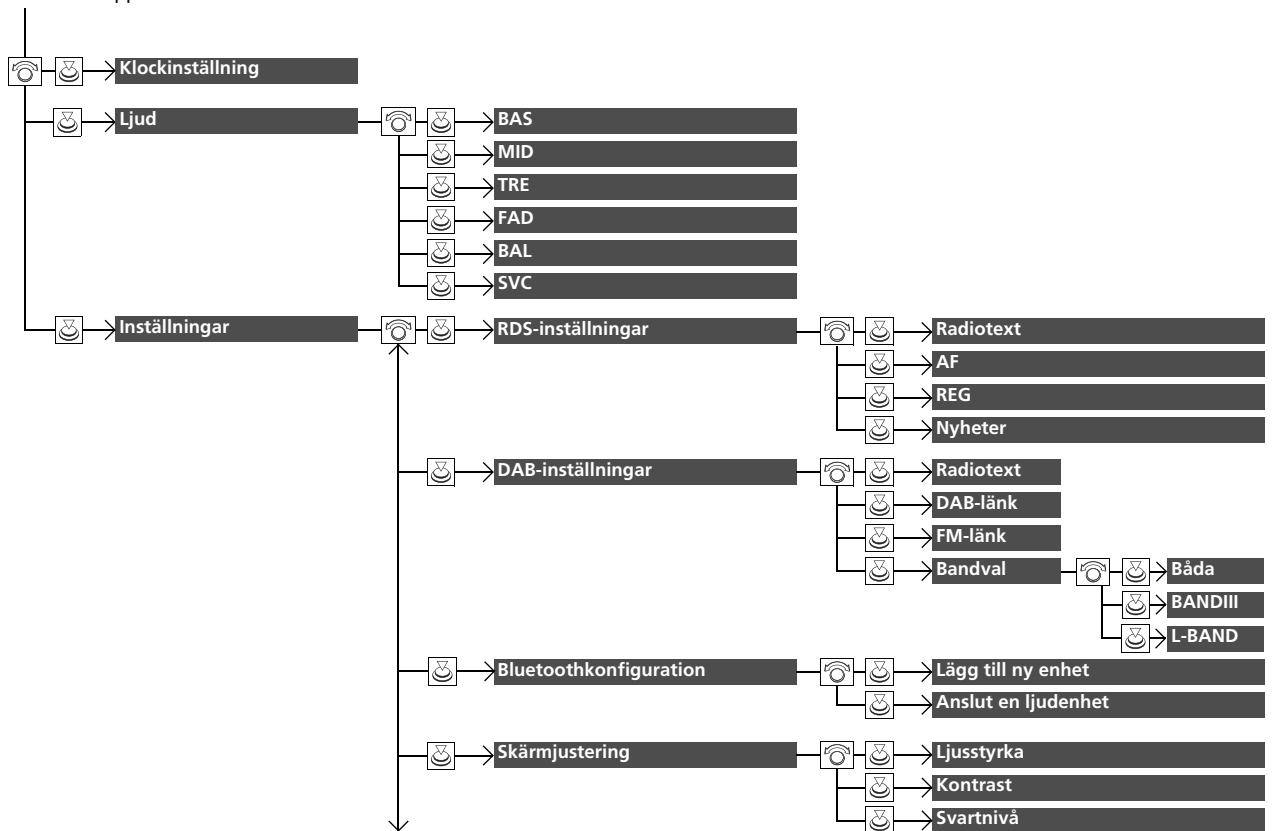 Klockinställning
Ljud
BAS
MID
TRE
FAD
BAL
SVC
Inställningar
RDS-inställningar
Radiotext
AF
REG
Nyheter
DAB-inställningar
Radiotext
DAB-länk
FM-länk
Bandval
Båda
BANDIII
L-BAND
Bluetoothkonfiguration
Lägg till ny enhet
Anslut en ljudenhet
Skärmjustering
Ljusstyrka
Kontrast
Svartnivå